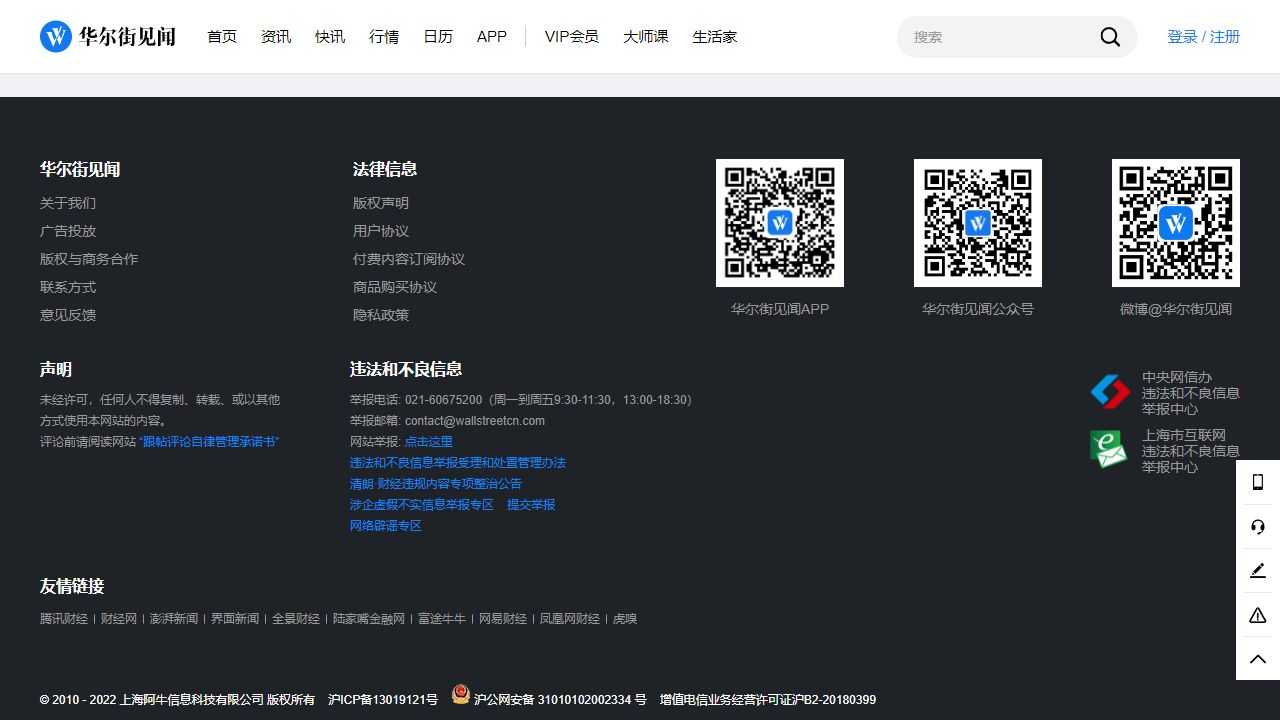 华尔街见闻 首页 资讯 快讯 行情 日历 APP VIP会员 大师课 生活家 搜索 登录 / 注册
华尔街见闻
关于我们
广告投放
版权与商务合作
联系方式
意见反馈
法律信息
版权声明
用户协议
付费内容订阅协议
商品购买协议
隐私政策
华尔街见闻APP
华尔街见闻公众号
微博@华尔街见闻
声明
未经许可，任何人不得复制、转载、或以其他
方式使用本网站的内容。
评论前请阅读网站 “跟帖评论自律管理承诺书”
违法和不良信息
举报电话: 021-60675200（周一到周五9:30-11:30，13:00-18:30）
举报邮箱: contact@wallstreetcn.com
网站举报: 点击这里
违法和不良信息举报受理和处置管理办法
清朗·财经违规内容专项整治公告
涉企虚假不实信息举报专区 提交举报
网络辟谣专区
中央网信办
违法和不良信息
举报中心
上海市互联网
违法和不良信息
举报中心
友情链接
腾讯财经 | 财经网 | 澎湃新闻 | 界面新闻 | 全景财经 | 陆家嘴金融网 | 富途牛牛 | 网易财经 | 凤凰网财经 | 虎嗅
© 2010 - 2022 上海阿牛信息科技有限公司 版权所有 沪ICP备13019121号 沪公网安备 31010102002334 号 增值电信业务经营许可证沪B2-20180399